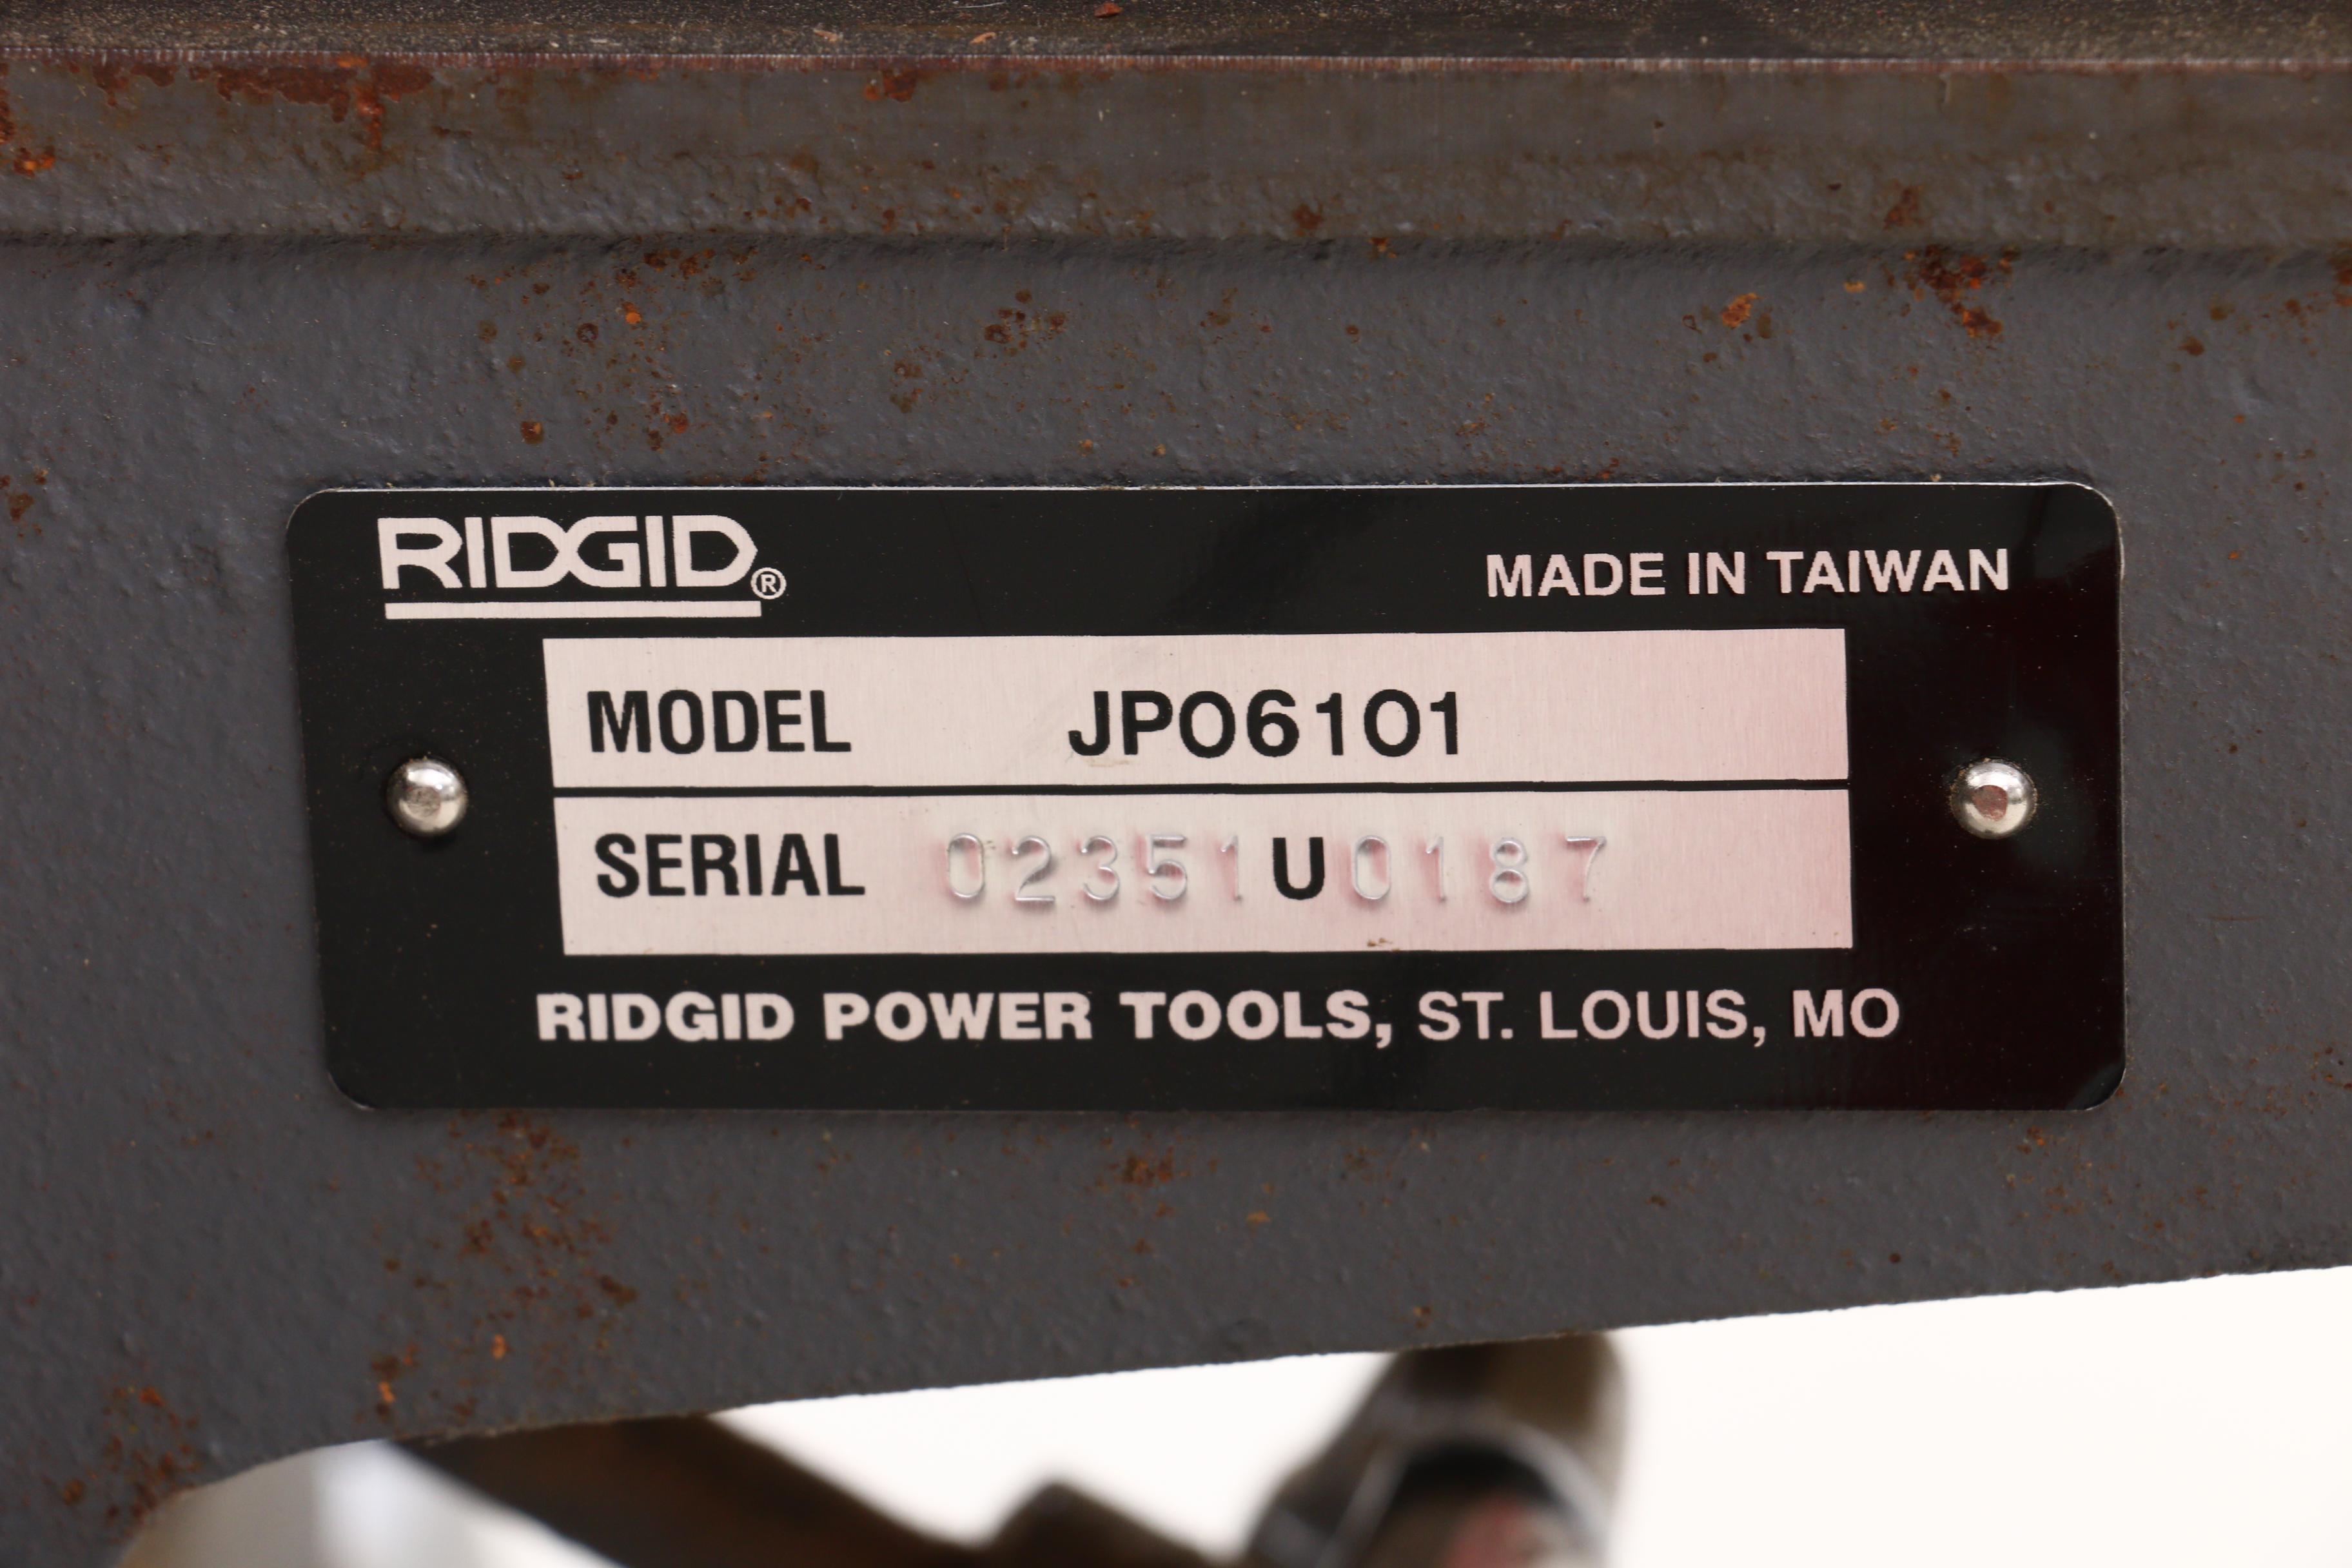 RIDGID®
MADE IN TAIWAN
MODEL JP06101
SERIAL 02351U0187
RIDGID POWER TOOLS, ST. LOUIS, MO